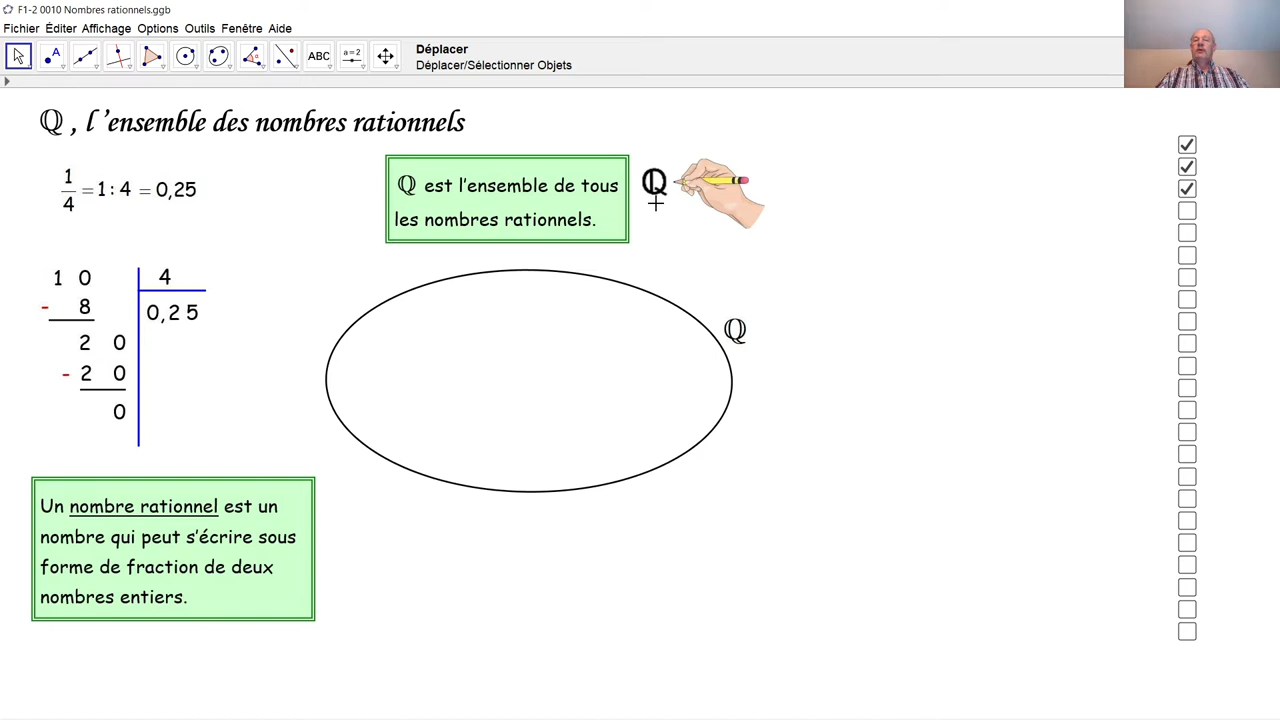 F1-2 0010 Nombres rationnels.ggb
Fichier Éditer Affichage Options Outils Fenêtre Aide
A ABC a=2 Déplacer
Déplacer/Sélectionner Objets
ℚ , l'ensemble des nombres rationnels
1/4 = 1 : 4 = 0,25
ℚ est l'ensemble de tous
les nombres rationnels.
ℚ
1 0 4
- 8 0,2 5
2 0
- 2 0
0
ℚ
Un nombre rationnel est un
nombre qui peut s'écrire sous
forme de fraction de deux
nombres entiers.